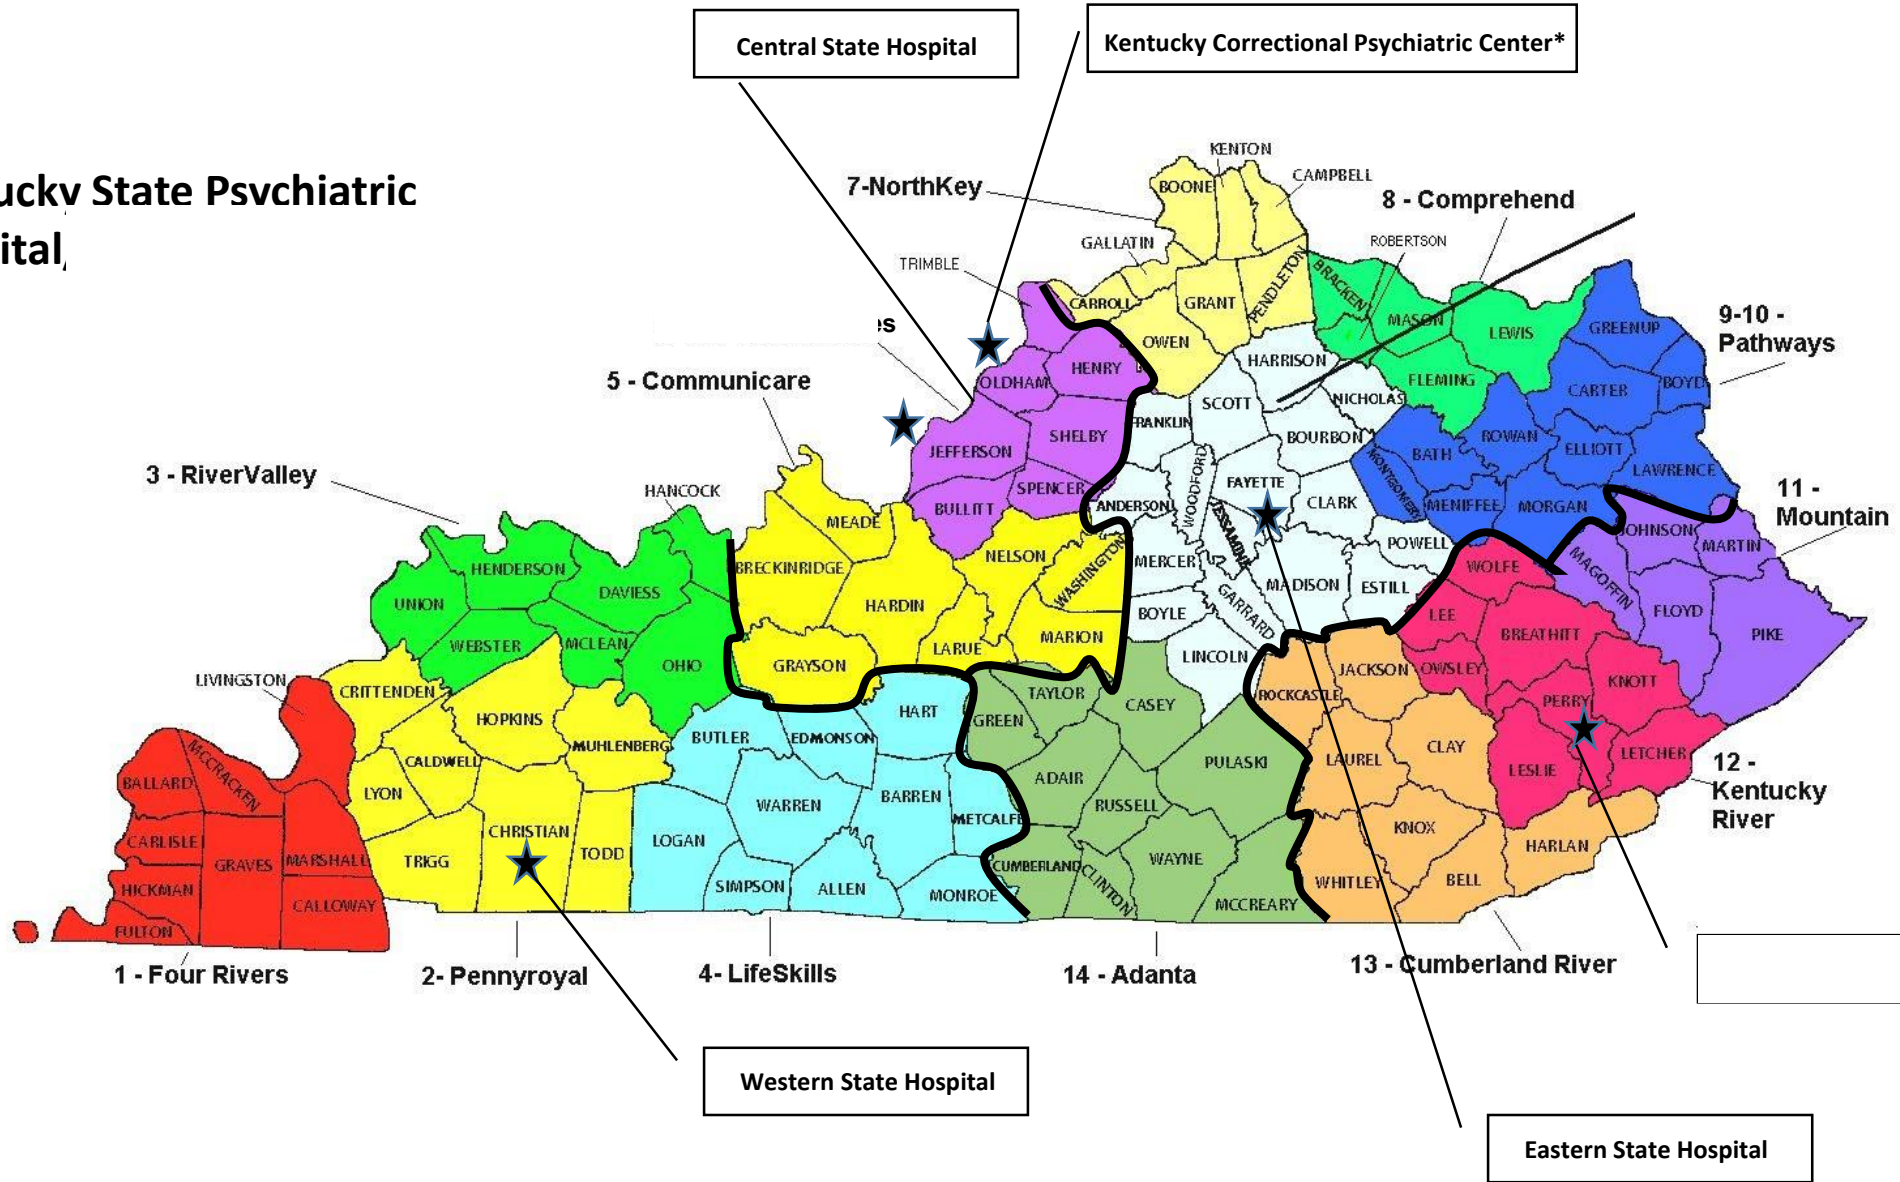 Central State Hospital
Kentucky Correctional Psychiatric Center*
ucky State Psychiatric
ital,
KENTON
BOONE
CAMPBELL
7-NorthKey
8 - Comprehend
GALLATIN
ROBERTSON
TRIMBLE
BRACKEN
PENDLETON
CARROLL
GRANT
MASON
LEWIS
GREENUP
9-10 -
Pathways
es
OWEN
HARRISON
HENRY
OLDHAM
5 - Communicare
FLEMING
CARTER
BOYD
SCOTT
NICHOLAS
FRANKLIN
SHELBY
BOURBON
ROWAN
ELLIOTT
JEFFERSON
BATH
LAWRENCE
3 - RiverValley
HANCOCK
SPENCER
WOODFORD
FAYETTE
MONTGOMERY
11 -
Mountain
BULLITT
ANDERSON
CLARK
MENIFFEE
MORGAN
MEADE
JESSAMINE
JOHNSON
MARTIN
NELSON
WASHINGTON
MERCER
POWELL
HENDERSON
BRECKINRIDGE
WOLFE
MAGOFFIN
DAVIESS
MADISON
ESTILL
UNION
HARDIN
BOYLE
GARRARD
LEE
FLOYD
PIKE
WEBSTER
MCLEAN
LARUE
MARION
BREATHITT
OHIO
GRAYSON
LINCOLN
LIVINGSTON
CRITTENDEN
JACKSON
OWSLEY
KNOTT
TAYLOR
ROCKCASTLE
PERRY
HOPKINS
HART
GREEN
CASEY
MUHLENBERG
BUTLER
EDMONSON
CLAY
LETCHER
MCCRACKEN
CALDWELL
PULASKI
LAUREL
LESLIE
12 -
Kentucky
River
BALLARD
LYON
ADAIR
WARREN
BARREN
RUSSELL
METCALFE
CARLISLE
CHRISTIAN
LOGAN
KNOX
GRAVES
MARSHALL
TRIGG
TODD
WAYNE
HARLAN
CUMBERLAND
CLINTON
HICKMAN
SIMPSON
ALLEN
MONROE
WHITLEY
BELL
CALLOWAY
MCCREARY
FULTON
1 - Four Rivers
2- Pennyroyal
4- LifeSkills
14 - Adanta
13 - Cumberland River
Western State Hospital
Eastern State Hospital